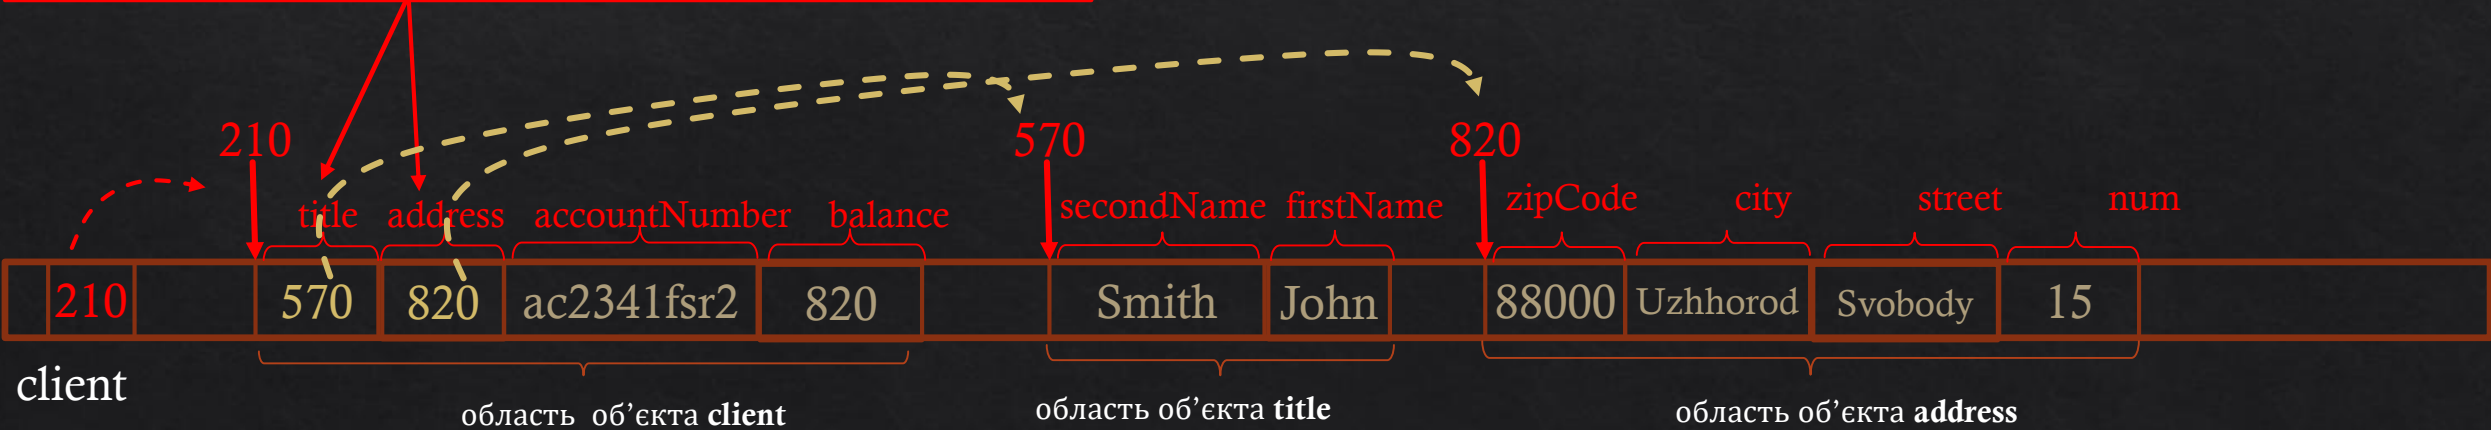 210 570 820
title address accountNumber balance secondName firstName zipCode city street num
210 570 820 ac2341fsr2 820 Smith John 88000 Uzhhorod Svobody 15
client
область об’єкта client область об’єкта title область об’єкта address